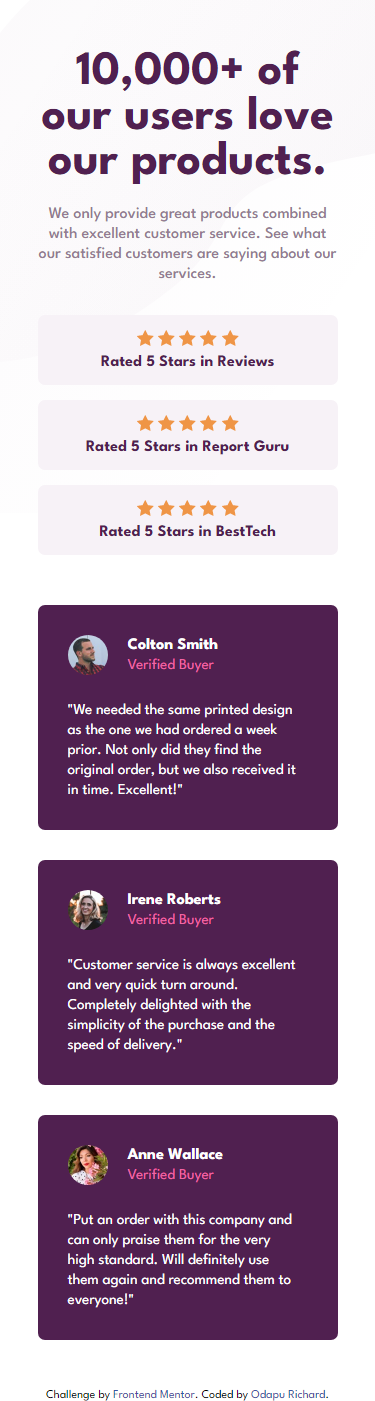 10,000+ of
our users love
our products.
We only provide great products combined
with excellent customer service. See what
our satisfied customers are saying about our
services.
Rated 5 Stars in Reviews
Rated 5 Stars in Report Guru
Rated 5 Stars in BestTech
Colton Smith
Verified Buyer
"We needed the same printed design
as the one we had ordered a week
prior. Not only did they find the
original order, but we also received it
in time. Excellent!"
Irene Roberts
Verified Buyer
"Customer service is always excellent
and very quick turn around.
Completely delighted with the
simplicity of the purchase and the
speed of delivery."
Anne Wallace
Verified Buyer
"Put an order with this company and
can only praise them for the very
high standard. Will definitely use
them again and recommend them to
everyone!"
Challenge by Frontend Mentor. Coded by Odapu Richard.